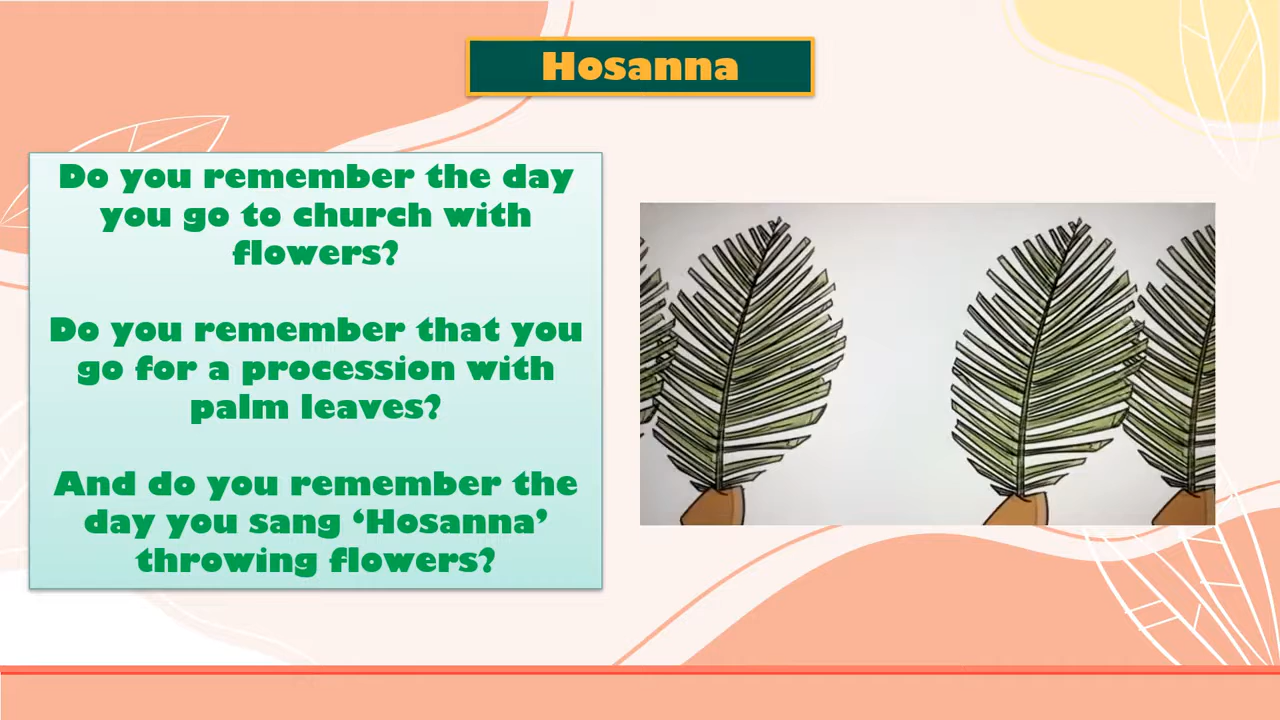 Hosanna
Do you remember the day
you go to church with
flowers?
Do you remember that you
go for a procession with
palm leaves?
And do you remember the
day you sang ‘Hosanna’
throwing flowers?